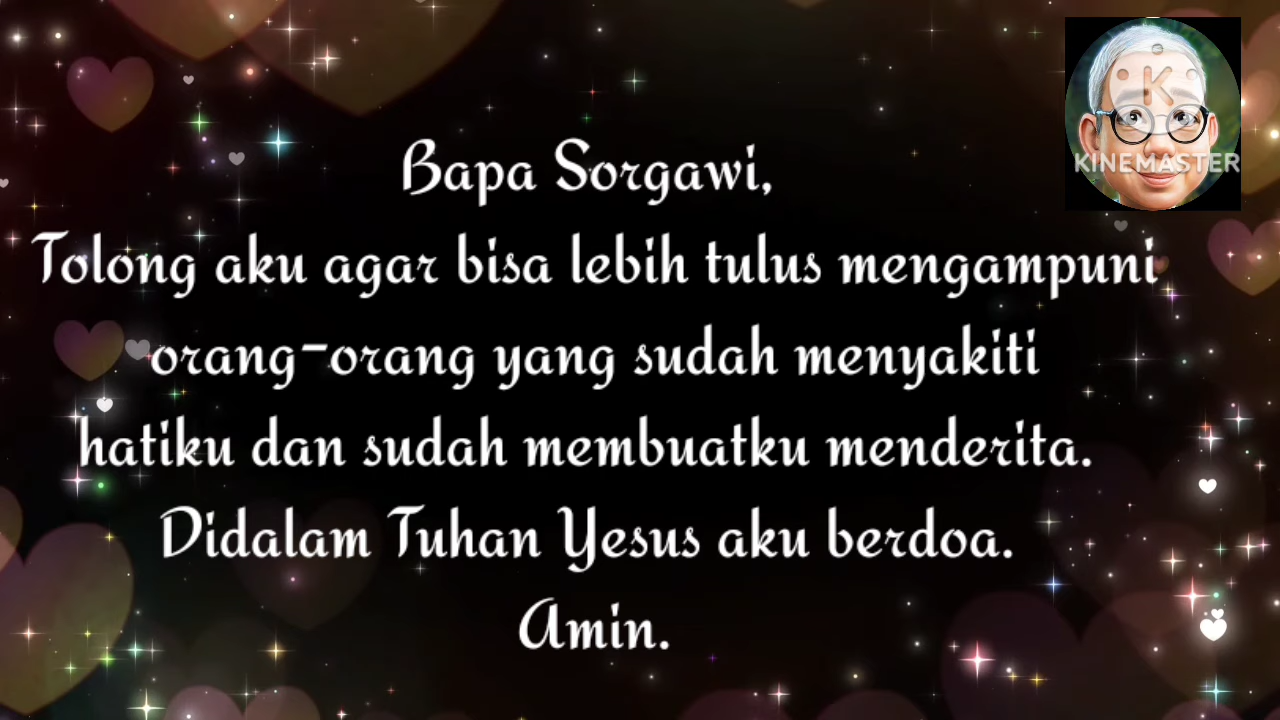 Bapa Sorgawi,
Tolong aku agar bisa lebih tulus mengampuni
orang-orang yang sudah menyakiti
hatiku dan sudah membuatku menderita.
Didalam Tuhan Yesus aku berdoa.
Amin.
K
KINEMASTER